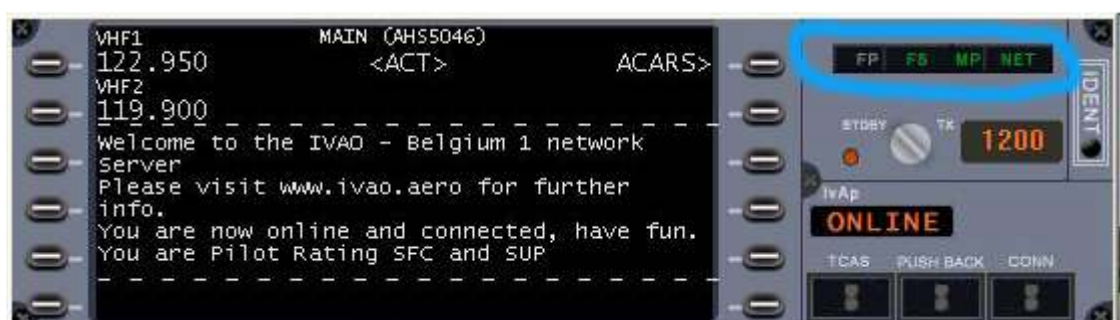 VHF1 MAIN (AHS5046)
122.950 <ACT> ACARS>
VHF2
119.900
Welcome to the IVAO - Belgium 1 network
Server
Please visit www.ivao.aero for further
info.
You are now online and connected, have fun.
You are Pilot Rating SFC and SUP
FP FS MP NET
IDENT
STDBY TX 1200
IvAp
ONLINE
TCAS PUSH BACK CONN